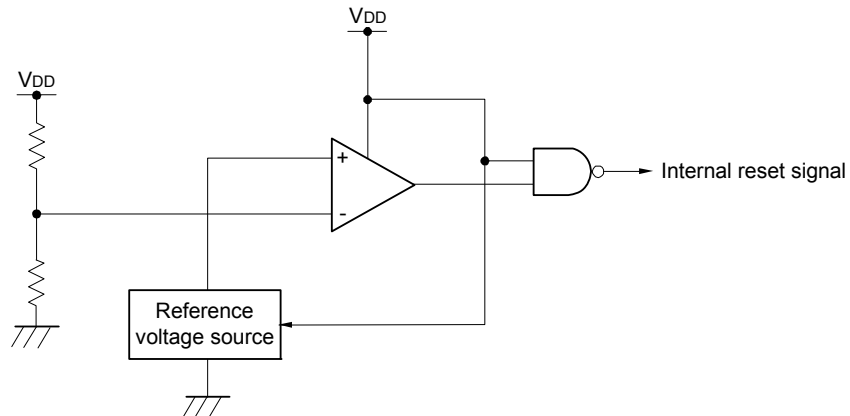 VDD
VDD
+
-
Internal reset signal
Reference
voltage source